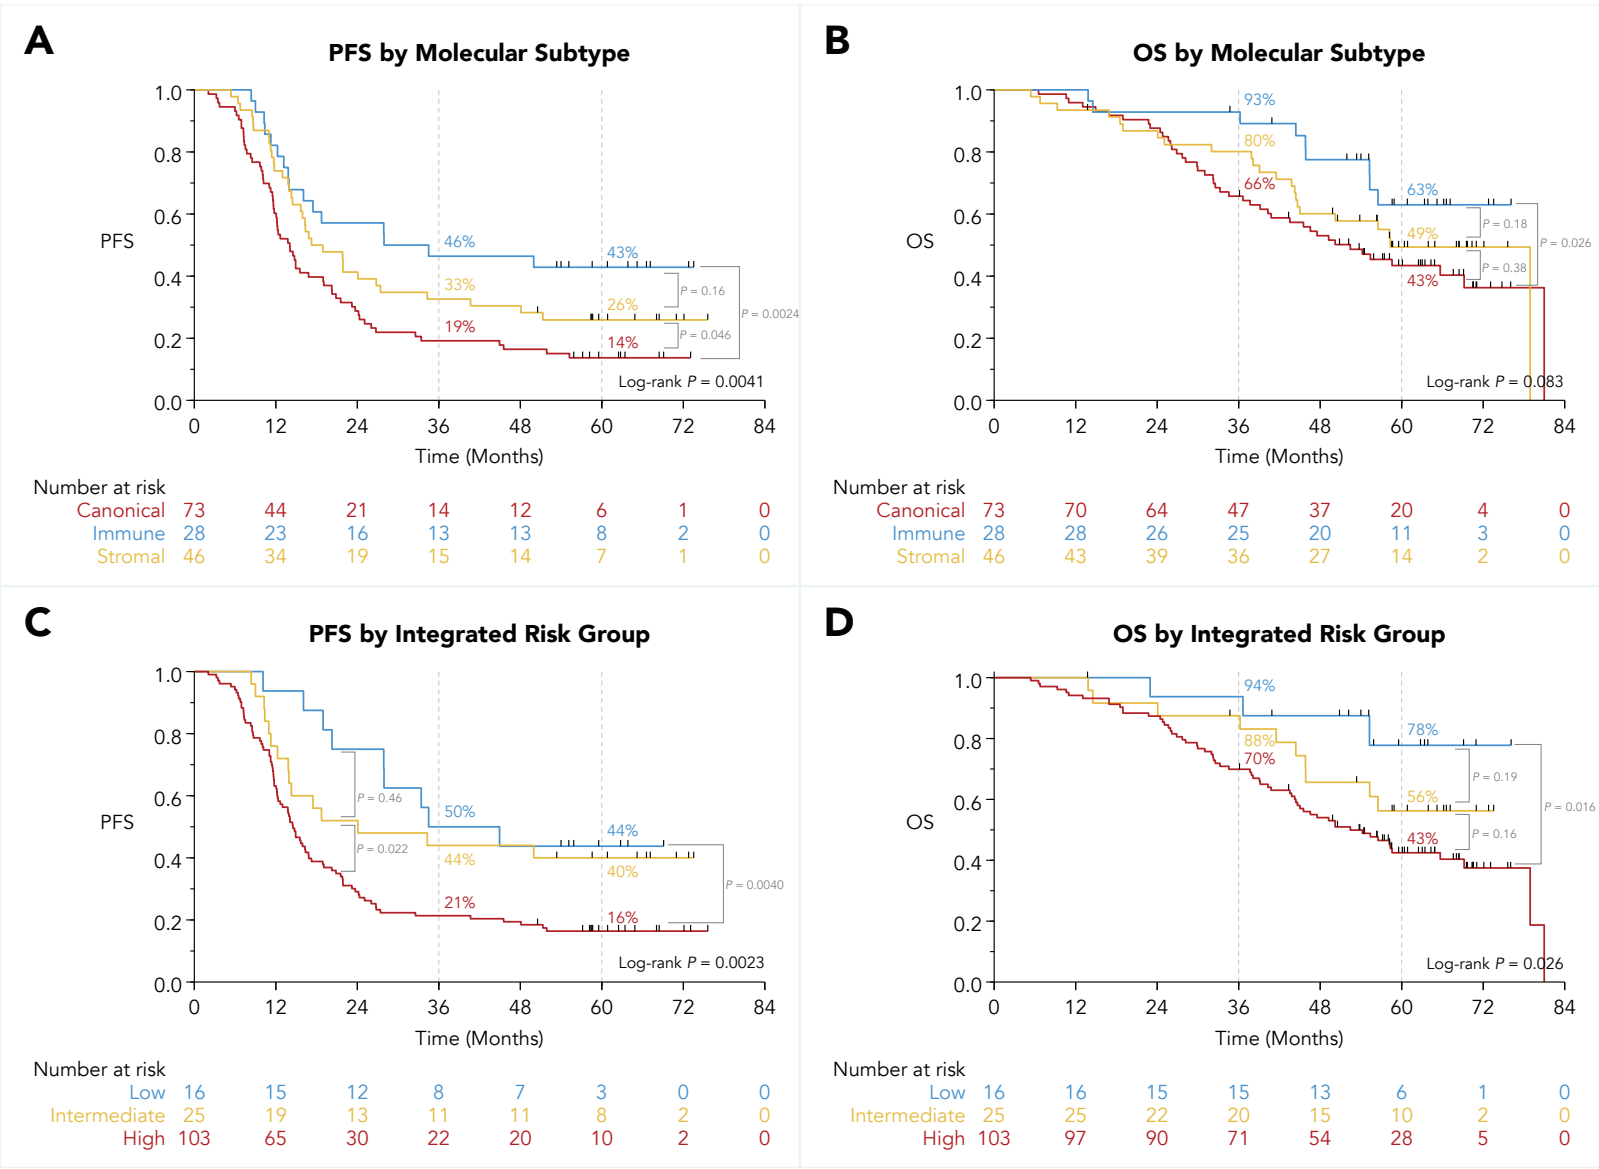 A
PFS by Molecular Subtype
1.0
0.8
0.6
0.4
0.2
0.0
PFS
46%
43%
33%
26%
19%
14%
P = 0.16
P = 0.0024
P = 0.046
Log-rank P = 0.0041
0 12 24 36 48 60 72 84
Time (Months)
Number at risk
Canonical 73 44 21 14 12 6 1 0
Immune 28 23 16 13 13 8 2 0
Stromal 46 34 19 15 14 7 1 0
B
OS by Molecular Subtype
1.0
0.8
0.6
0.4
0.2
0.0
OS
93%
80%
66%
63%
49%
43%
P = 0.18
P = 0.026
P = 0.38
Log-rank P = 0.083
0 12 24 36 48 60 72 84
Time (Months)
Number at risk
Canonical 73 70 64 47 37 20 4 0
Immune 28 28 26 25 20 11 3 0
Stromal 46 43 39 36 27 14 2 0
C
PFS by Integrated Risk Group
1.0
0.8
0.6
0.4
0.2
0.0
PFS
P = 0.46
P = 0.022
50%
44%
44%
40%
21%
16%
P = 0.0040
Log-rank P = 0.0023
0 12 24 36 48 60 72 84
Time (Months)
Number at risk
Low 16 15 12 8 7 3 0 0
Intermediate 25 19 13 11 11 8 2 0
High 103 65 30 22 20 10 2 0
D
OS by Integrated Risk Group
1.0
0.8
0.6
0.4
0.2
0.0
OS
94%
78%
88%
70%
56%
43%
P = 0.19
P = 0.016
P = 0.16
Log-rank P = 0.026
0 12 24 36 48 60 72 84
Time (Months)
Number at risk
Low 16 16 15 15 13 6 1 0
Intermediate 25 25 22 20 15 10 2 0
High 103 97 90 71 54 28 5 0